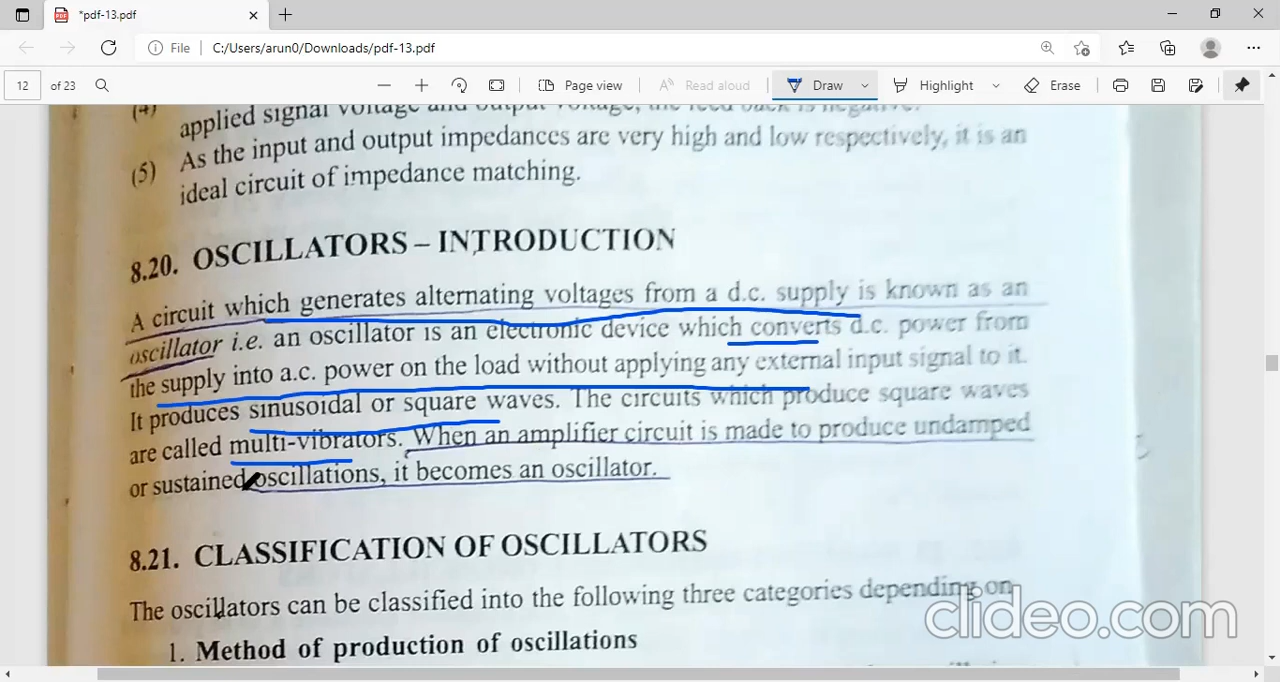 *pdf-13.pdf
File C:/Users/arun0/Downloads/pdf-13.pdf
12 of 23 Page view Read aloud Draw Highlight Erase
(4) applied signal voltage and output voltage, the feed back is negative.
(5) As the input and output impedances are very high and low respectively, it is an
ideal circuit of impedance matching.
8.20. OSCILLATORS – INTRODUCTION
A circuit which generates alternating voltages from a d.c. supply is known as an
oscillator i.e. an oscillator is an electronic device which converts d.c. power from
the supply into a.c. power on the load without applying any external input signal to it.
It produces sinusoidal or square waves. The circuits which produce square waves
are called multi-vibrators. When an amplifier circuit is made to produce undamped
or sustained oscillations, it becomes an oscillator.
8.21. CLASSIFICATION OF OSCILLATORS
The oscillators can be classified into the following three categories depending on
1. Method of production of oscillations
clideo.com